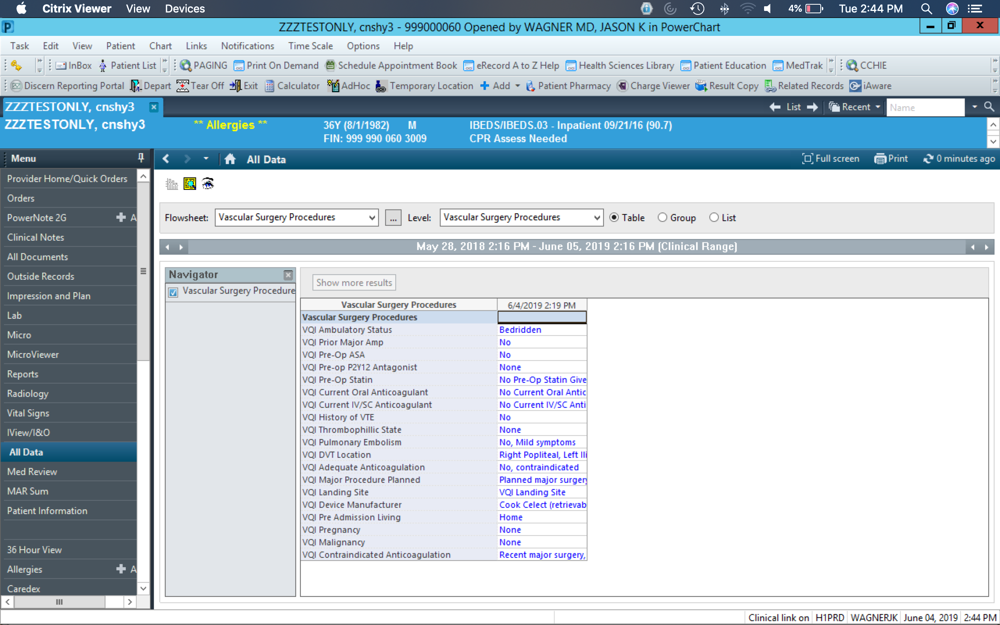 Citrix Viewer View Devices 4% Tue 2:44 PM
P ZZZTESTONLY, cnshy3 - 999000060 Opened by WAGNER MD, JASON K in PowerChart
Task Edit View Patient Chart Links Notifications Time Scale Options Help
InBox Patient List PAGING Print On Demand Schedule Appointment Book eRecord A to Z Help Health Sciences Library Patient Education MedTrak CCHIE
Discern Reporting Portal Depart Tear Off Exit Calculator AdHoc Temporary Location Add Patient Pharmacy Charge Viewer Result Copy Related Records iAware
ZZZTESTONLY, cnshy3 List Recent Name
ZZZTESTONLY, cnshy3 ** Allergies ** 36Y (8/1/1982) M IBEDS/IBEDS.03 - Inpatient 09/21/16 (90.7)
FIN: 999 990 060 3009 CPR Assess Needed
Menu All Data Full screen Print 0 minutes ago
Provider Home/Quick Orders
Orders
PowerNote 2G A
Clinical Notes
All Documents
Outside Records
Impression and Plan
Lab
Micro
MicroViewer
Reports
Radiology
Vital Signs
IView/I&O
All Data
Med Review
MAR Sum
Patient Information
36 Hour View
Allergies A
Caredex
Flowsheet: Vascular Surgery Procedures ... Level: Vascular Surgery Procedures Table Group List
May 28, 2018 2:16 PM - June 05, 2019 2:16 PM (Clinical Range)
Navigator
Vascular Surgery Procedure
Show more results
Vascular Surgery Procedures 6/4/2019 2:19 PM
Vascular Surgery Procedures
VQI Ambulatory Status Bedridden
VQI Prior Major Amp No
VQI Pre-Op ASA No
VQI Pre-op P2Y12 Antagonist None
VQI Pre-Op Statin No Pre-Op Statin Give
VQI Current Oral Anticoagulant No Current Oral Antic
VQI Current IV/SC Anticoagulant No Current IV/SC Anti
VQI History of VTE No
VQI Thrombophillic State None
VQI Pulmonary Embolism No, Mild symptoms
VQI DVT Location Right Popliteal, Left Ili
VQI Adequate Anticoagulation No, contraindicated
VQI Major Procedure Planned Planned major surgery
VQI Landing Site VQI Landing Site
VQI Device Manufacturer Cook Celect (retrievab
VQI Pre Admission Living Home
VQI Pregnancy None
VQI Malignancy None
VQI Contraindicated Anticoagulation Recent major surgery,
Clinical link on H1PRD WAGNERJK June 04, 2019 2:44 PM